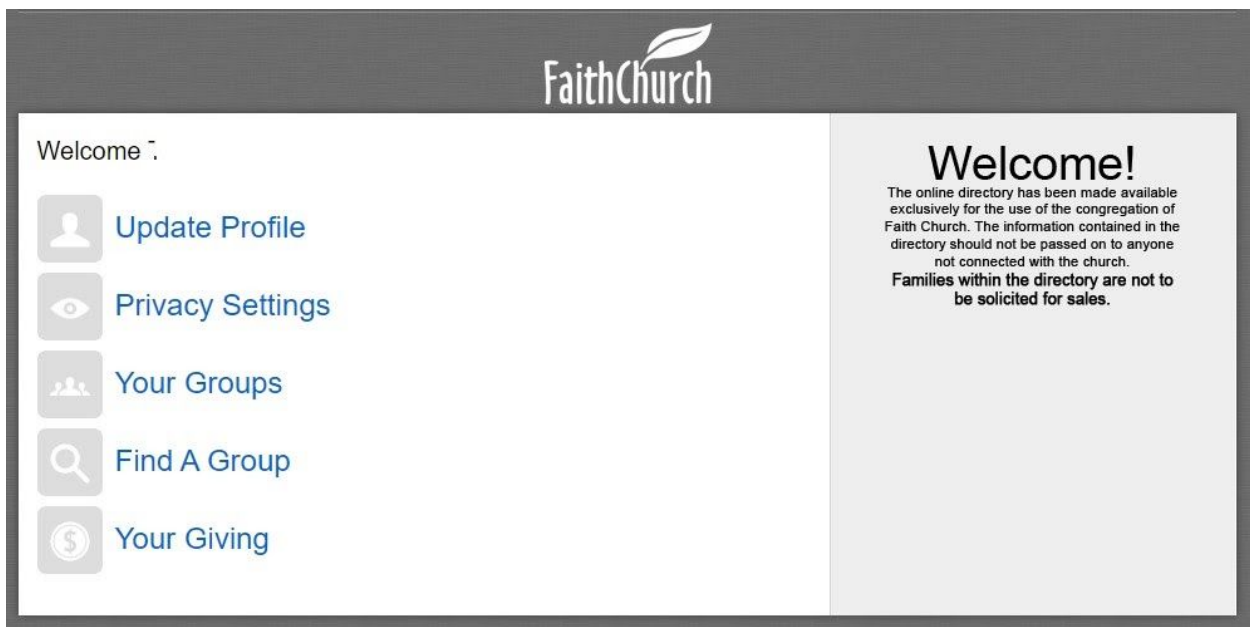 FaithChurch
Welcome
Update Profile
Privacy Settings
Your Groups
Find A Group
Your Giving
Welcome!
The online directory has been made available
exclusively for the use of the congregation of
Faith Church. The information contained in the
directory should not be passed on to anyone
not connected with the church.
Families within the directory are not to
be solicited for sales.